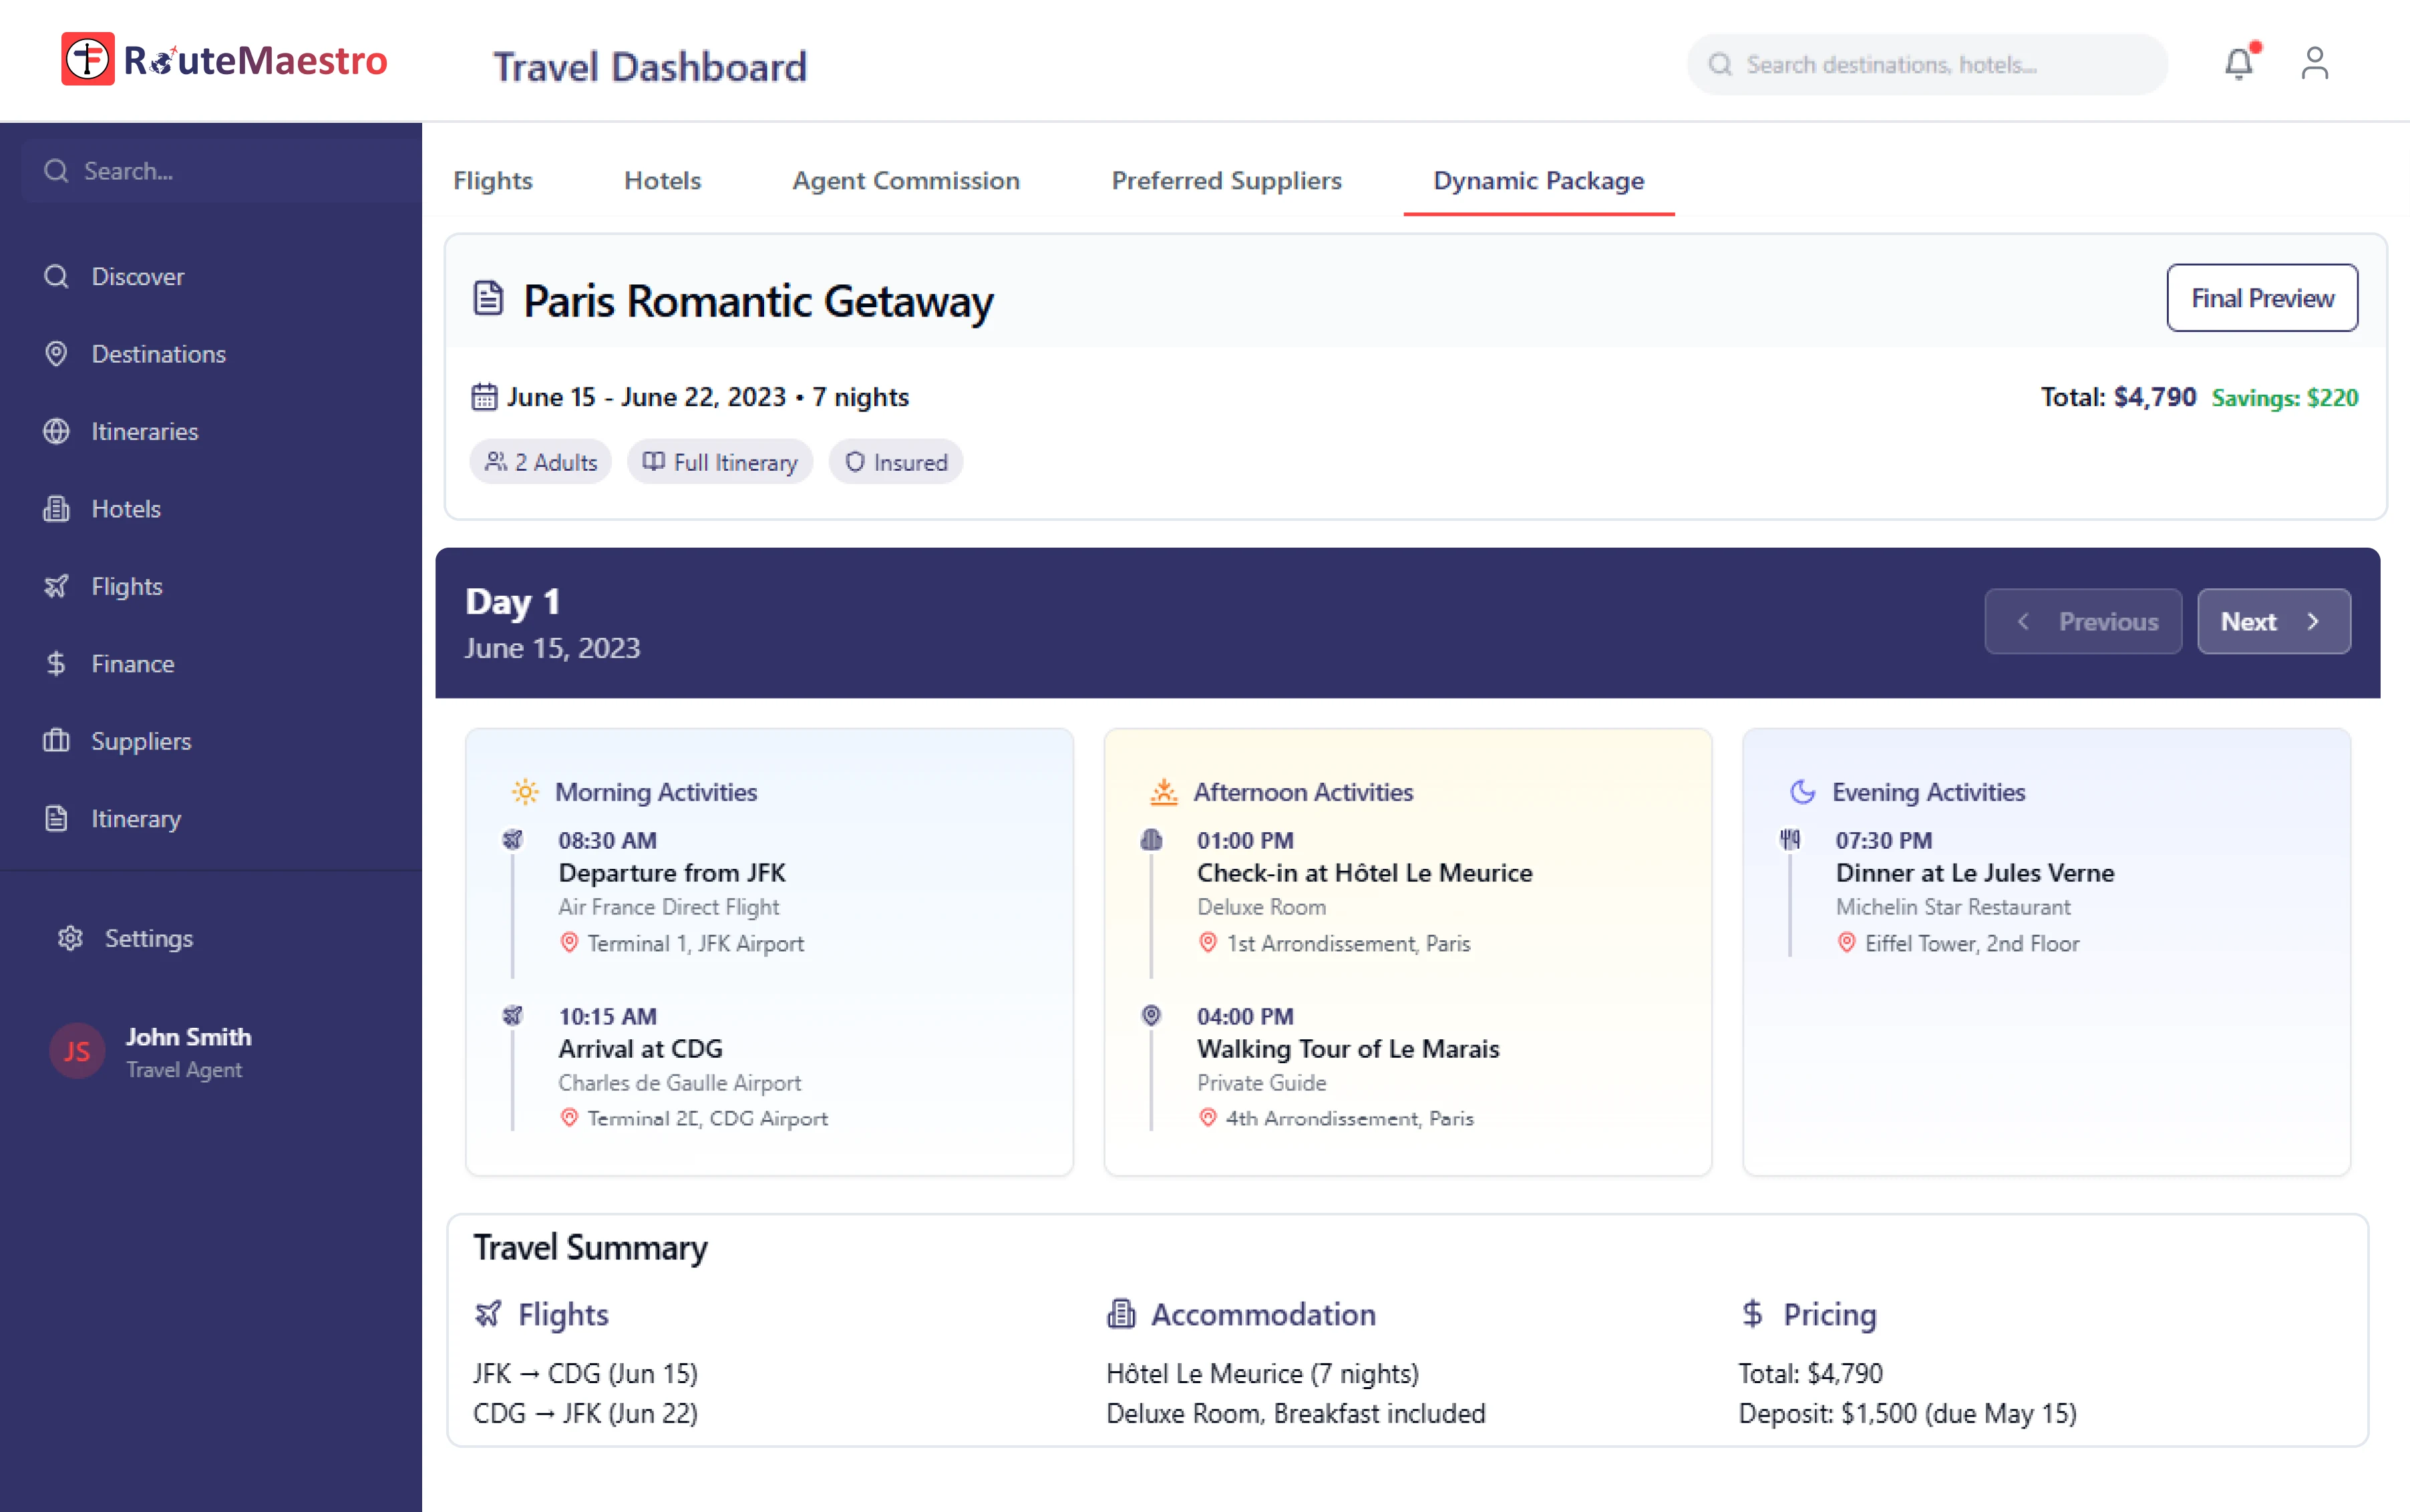 RouteMaestro
Travel Dashboard
Search destinations, hotels...
Search...
Discover
Destinations
Itineraries
Hotels
Flights
Finance
Suppliers
Itinerary
Settings
JS
John Smith
Travel Agent
Flights
Hotels
Agent Commission
Preferred Suppliers
Dynamic Package
Paris Romantic Getaway
Final Preview
June 15 - June 22, 2023 • 7 nights
Total: $4,790 Savings: $220
2 Adults
Full Itinerary
Insured
Day 1
June 15, 2023
Previous
Next
Morning Activities
08:30 AM
Departure from JFK
Air France Direct Flight
Terminal 1, JFK Airport
10:15 AM
Arrival at CDG
Charles de Gaulle Airport
Terminal 2E, CDG Airport
Afternoon Activities
01:00 PM
Check-in at Hôtel Le Meurice
Deluxe Room
1st Arrondissement, Paris
04:00 PM
Walking Tour of Le Marais
Private Guide
4th Arrondissement, Paris
Evening Activities
07:30 PM
Dinner at Le Jules Verne
Michelin Star Restaurant
Eiffel Tower, 2nd Floor
Travel Summary
Flights
JFK → CDG (Jun 15)
CDG → JFK (Jun 22)
Accommodation
Hôtel Le Meurice (7 nights)
Deluxe Room, Breakfast included
$ Pricing
Total: $4,790
Deposit: $1,500 (due May 15)